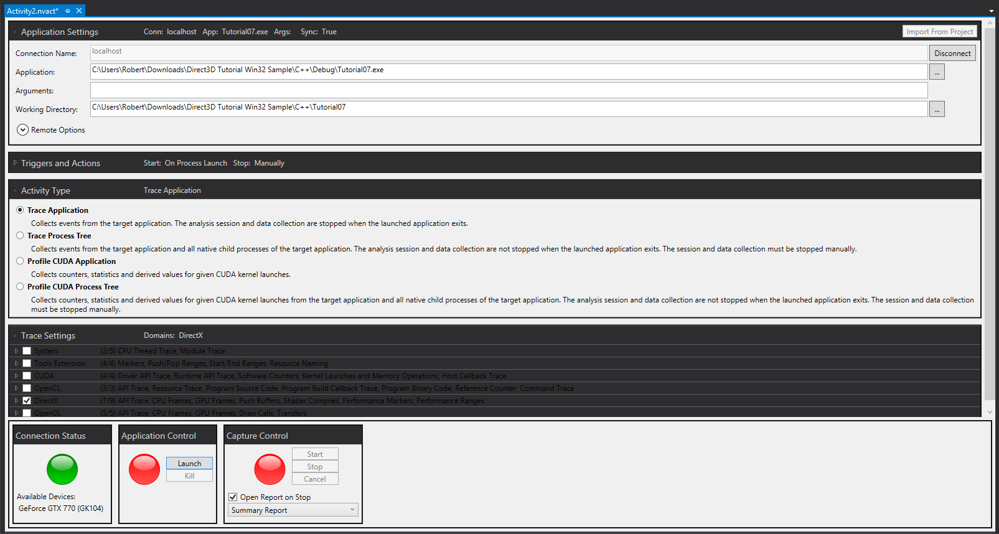 Activity2.nvact*
Application Settings Conn: localhost App: Tutorial07.exe Args: Sync: True Import From Project
Connection Name: localhost Disconnect
Application: C:\Users\Robert\Downloads\Direct3D Tutorial Win32 Sample\C++\Debug\Tutorial07.exe ...
Arguments:
Working Directory: C:\Users\Robert\Downloads\Direct3D Tutorial Win32 Sample\C++\Tutorial07 ...
Remote Options
Triggers and Actions Start: On Process Launch Stop: Manually
Activity Type Trace Application
Trace Application
Collects events from the target application. The analysis session and data collection are stopped when the launched application exits.
Trace Process Tree
Collects events from the target application and all native child processes of the target application. The analysis session and data collection are not stopped when the launched application exits. The session and data collection must be stopped manually.
Profile CUDA Application
Collects counters, statistics and derived values for given CUDA kernel launches.
Profile CUDA Process Tree
Collects counters, statistics and derived values for given CUDA kernel launches from the target application and all native child processes of the target application. The analysis session and data collection are not stopped when the launched application exits. The session and data collection
must be stopped manually.
Trace Settings Domains: DirectX
System (2/5) CPU Thread Trace, Module Trace
Tools Extension (4/4) Markers, Push/Pop Ranges, Start/End Ranges, Resource Naming
CUDA (4/4) Driver API Trace, Runtime API Trace, Software Counters, Kernel Launches and Memory Operations, Host Callback Trace
OpenCL (3/3) API Trace, Resource Trace, Program Source Code, Program Build Callback Trace, Program Binary Code, Reference Counter, Command Trace
DirectX (7/9) API Trace, CPU Frames, GPU Frames, Push Buffers, Shader Compiles, Performance Markers, Performance Ranges
OpenGL (5/5) API Trace, CPU Frames, GPU Frames, Draw Calls, Transfers
Connection Status
Available Devices:
GeForce GTX 770 (GK104)
Application Control
Launch
Kill
Capture Control
Start
Stop
Cancel
Open Report on Stop
Summary Report